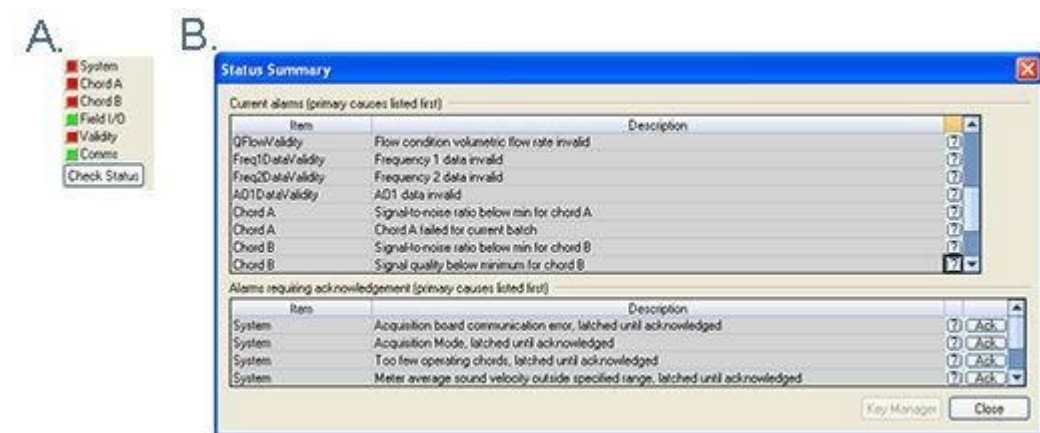 A.
System
Chord A
Chord B
Field I/O
Validity
Comms
Check Status
B.
Status Summary
Current alarms (primary causes listed first)
Item Description
QFlowValidity Flow condition volumetric flow rate invalid ?
Freq1DataValidity Frequency 1 data invalid ?
Freq2DataValidity Frequency 2 data invalid ?
AO1DataValidity AO1 data invalid ?
Chord A Signal-to-noise ratio below min for chord A ?
Chord A Chord A failed for current batch ?
Chord B Signal-to-noise ratio below min for chord B ?
Chord B Signal quality below minimum for chord B ?
Alarms requiring acknowledgement (primary causes listed first)
Item Description
System Acquisition board communication error, latched until acknowledged ? Ack
System Acquisition Mode, latched until acknowledged ? Ack
System Too few operating chords, latched until acknowledged ? Ack
System Meter average sound velocity outside specified range, latched until acknowledged ? Ack
Key Manager Close